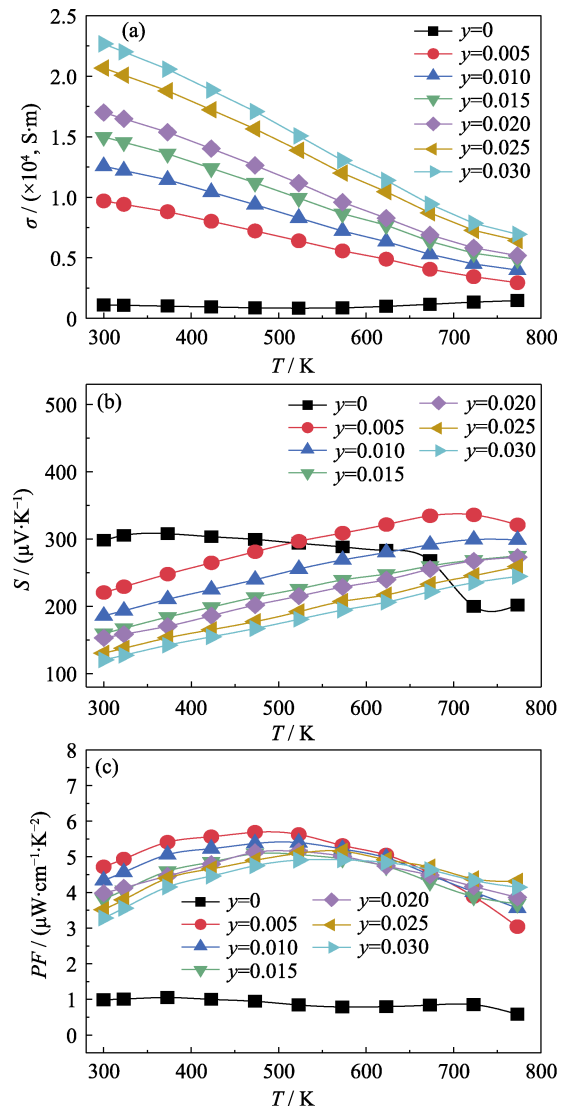 (a)
y=0
y=0.005
y=0.010
y=0.015
y=0.020
y=0.025
y=0.030
2.5
2.0
1.5
1.0
0.5
0
σ / (×10⁴, S·m)
300 400 500 600 700 800
T / K
(b)
y=0
y=0.005
y=0.010
y=0.015
y=0.020
y=0.025
y=0.030
500
400
300
200
100
S / (μV·K⁻¹)
300 400 500 600 700 800
T / K
(c)
8
7
6
5
4
3
2
1
0
PF / (μW·cm⁻¹·K⁻²)
y=0
y=0.005
y=0.010
y=0.015
y=0.020
y=0.025
y=0.030
300 400 500 600 700 800
T / K